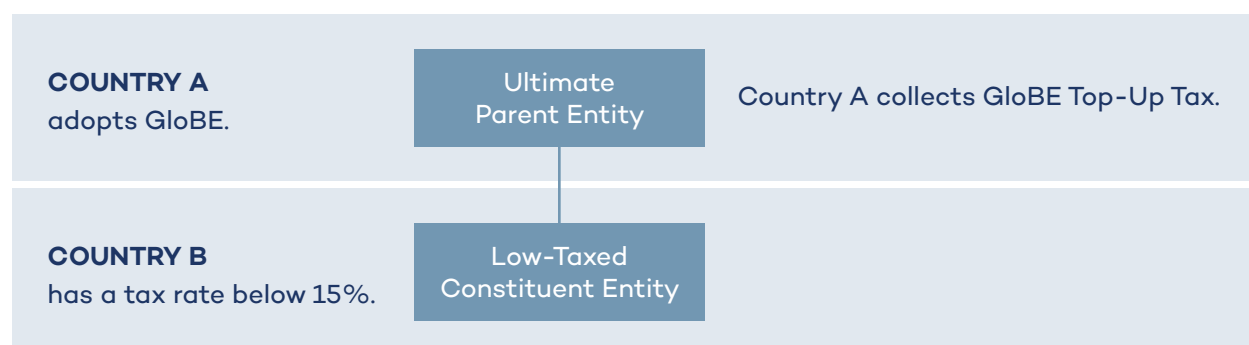 COUNTRY A
adopts GloBE.
Ultimate
Parent Entity
Country A collects GloBE Top-Up Tax.
COUNTRY B
has a tax rate below 15%.
Low-Taxed
Constituent Entity